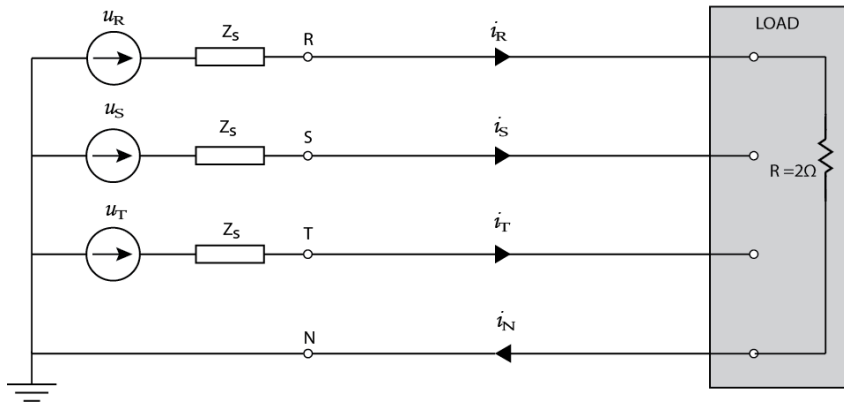 u_R
Z_s
R
i_R
LOAD
u_S
Z_s
S
i_S
R =2Ω
u_T
Z_s
T
i_T
N
i_N